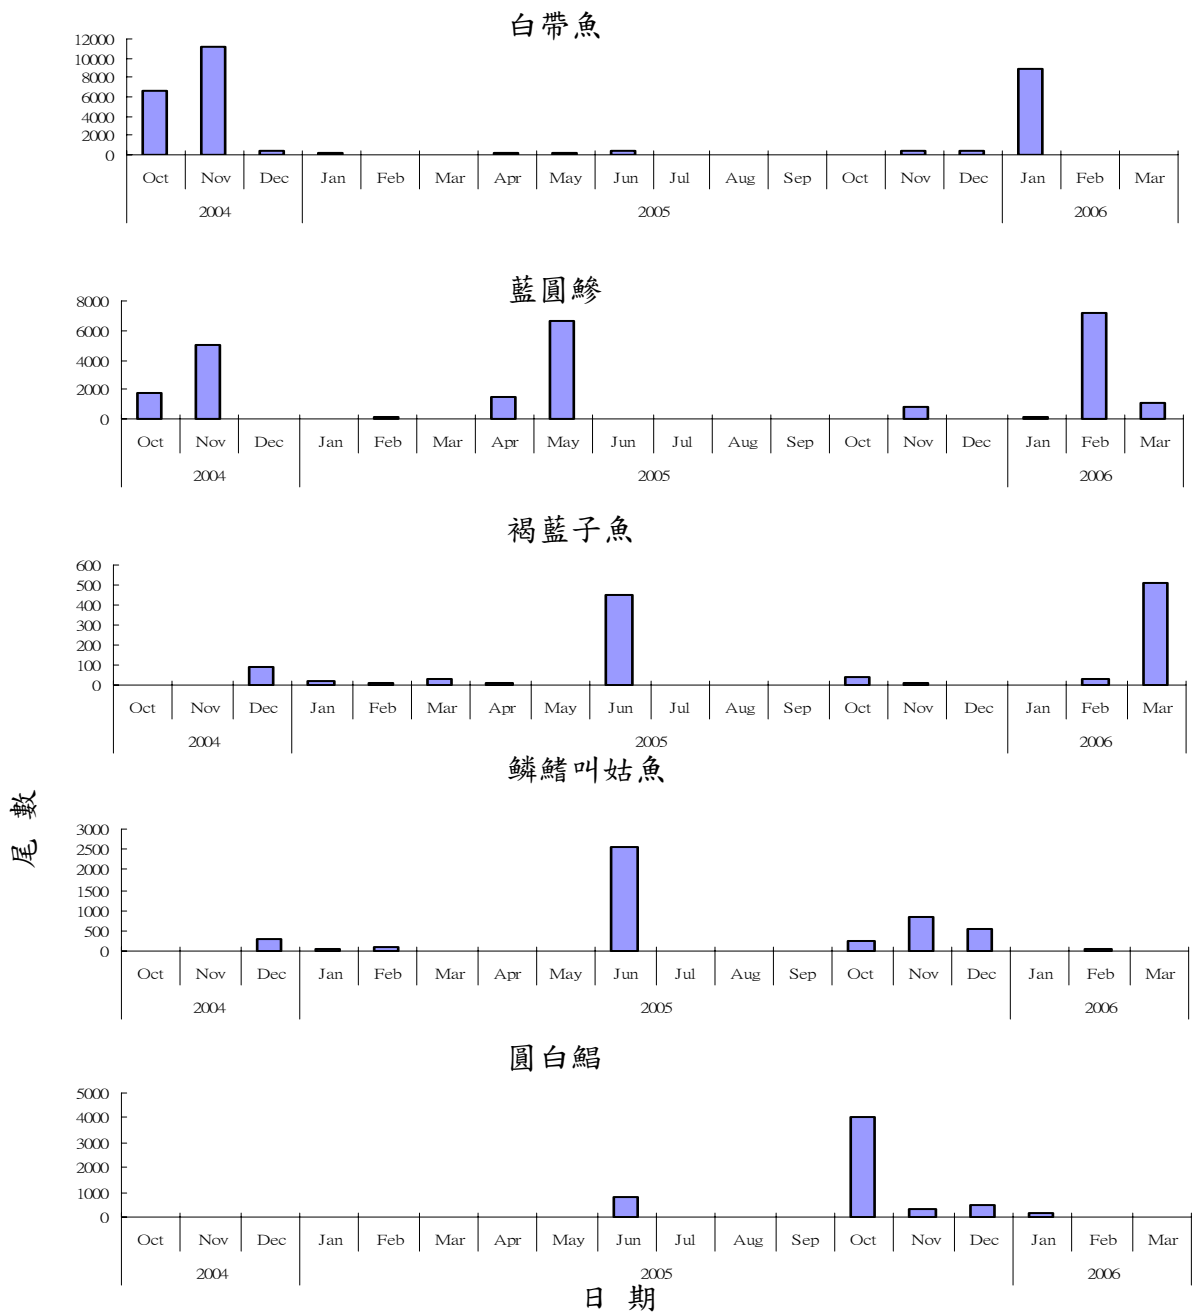 白帶魚
12000
10000
8000
6000
4000
2000
0
Oct Nov Dec Jan Feb Mar Apr May Jun Jul Aug Sep Oct Nov Dec Jan Feb Mar
2004 2005 2006
藍圓鰺
8000
6000
4000
2000
0
Oct Nov Dec Jan Feb Mar Apr May Jun Jul Aug Sep Oct Nov Dec Jan Feb Mar
2004 2005 2006
褐藍子魚
600
500
400
300
200
100
0
Oct Nov Dec Jan Feb Mar Apr May Jun Jul Aug Sep Oct Nov Dec Jan Feb Mar
2004 2005 2006
鱗鰭叫姑魚
尾 數
3000
2500
2000
1500
1000
500
0
Oct Nov Dec Jan Feb Mar Apr May Jun Jul Aug Sep Oct Nov Dec Jan Feb Mar
2004 2005 2006
圓白鯧
5000
4000
3000
2000
1000
0
Oct Nov Dec Jan Feb Mar Apr May Jun Jul Aug Sep Oct Nov Dec Jan Feb Mar
2004 2005 2006
日 期